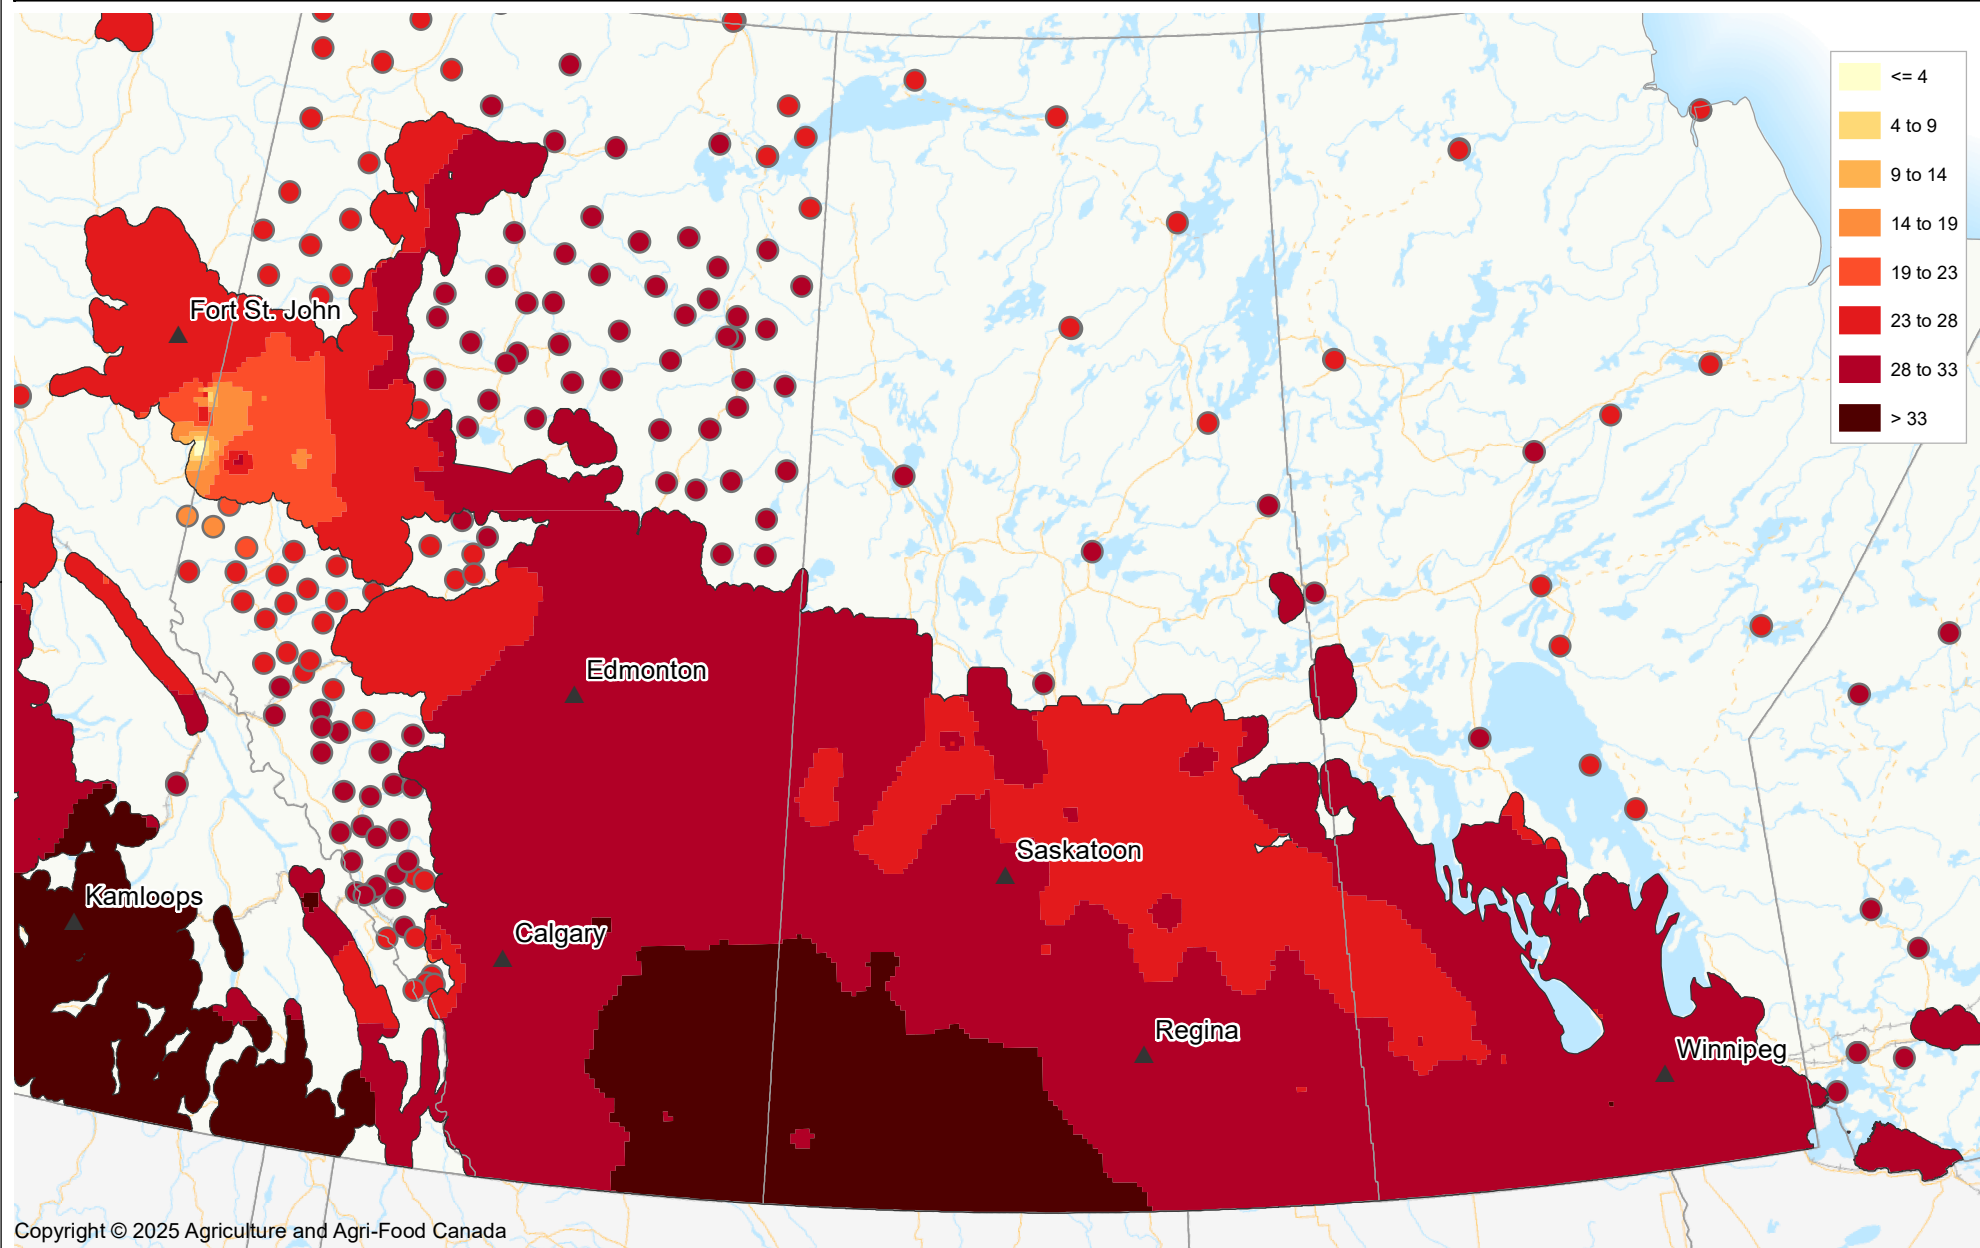 <= 4
4 to 9
9 to 14
14 to 19
19 to 23
23 to 28
28 to 33
> 33
Fort St. John
Edmonton
Saskatoon
Kamloops
Calgary
Regina
Winnipeg
Copyright © 2025 Agriculture and Agri-Food Canada